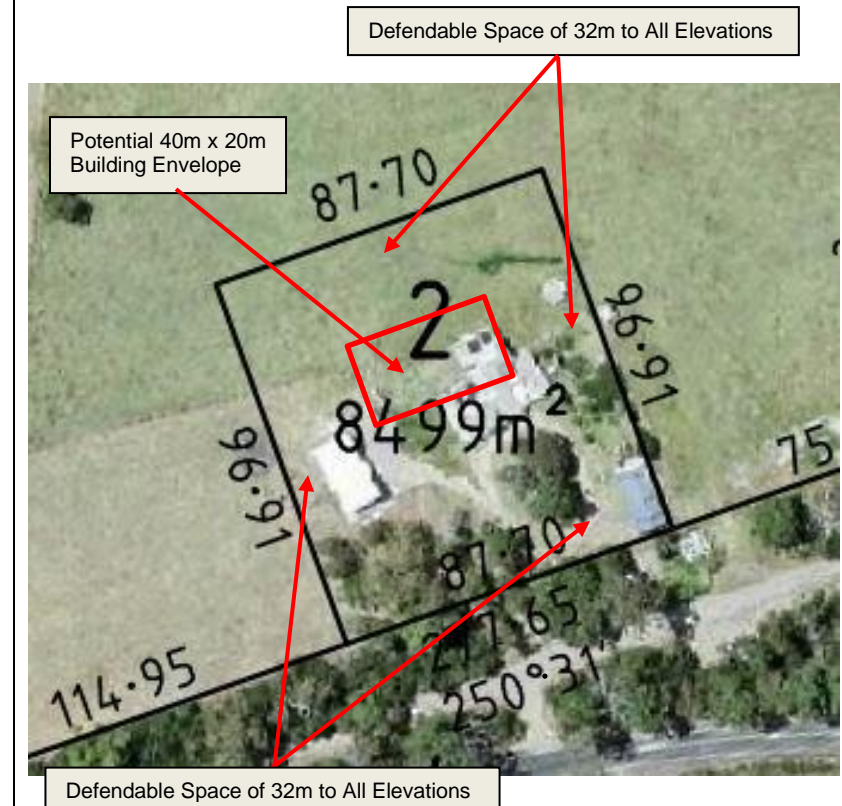 Defendable Space of 32m to All Elevations
Potential 40m x 20m
Building Envelope
87·70
2
96·91
8499m²
96·91
75
87·70
277·65
250°31'
114·95
Defendable Space of 32m to All Elevations